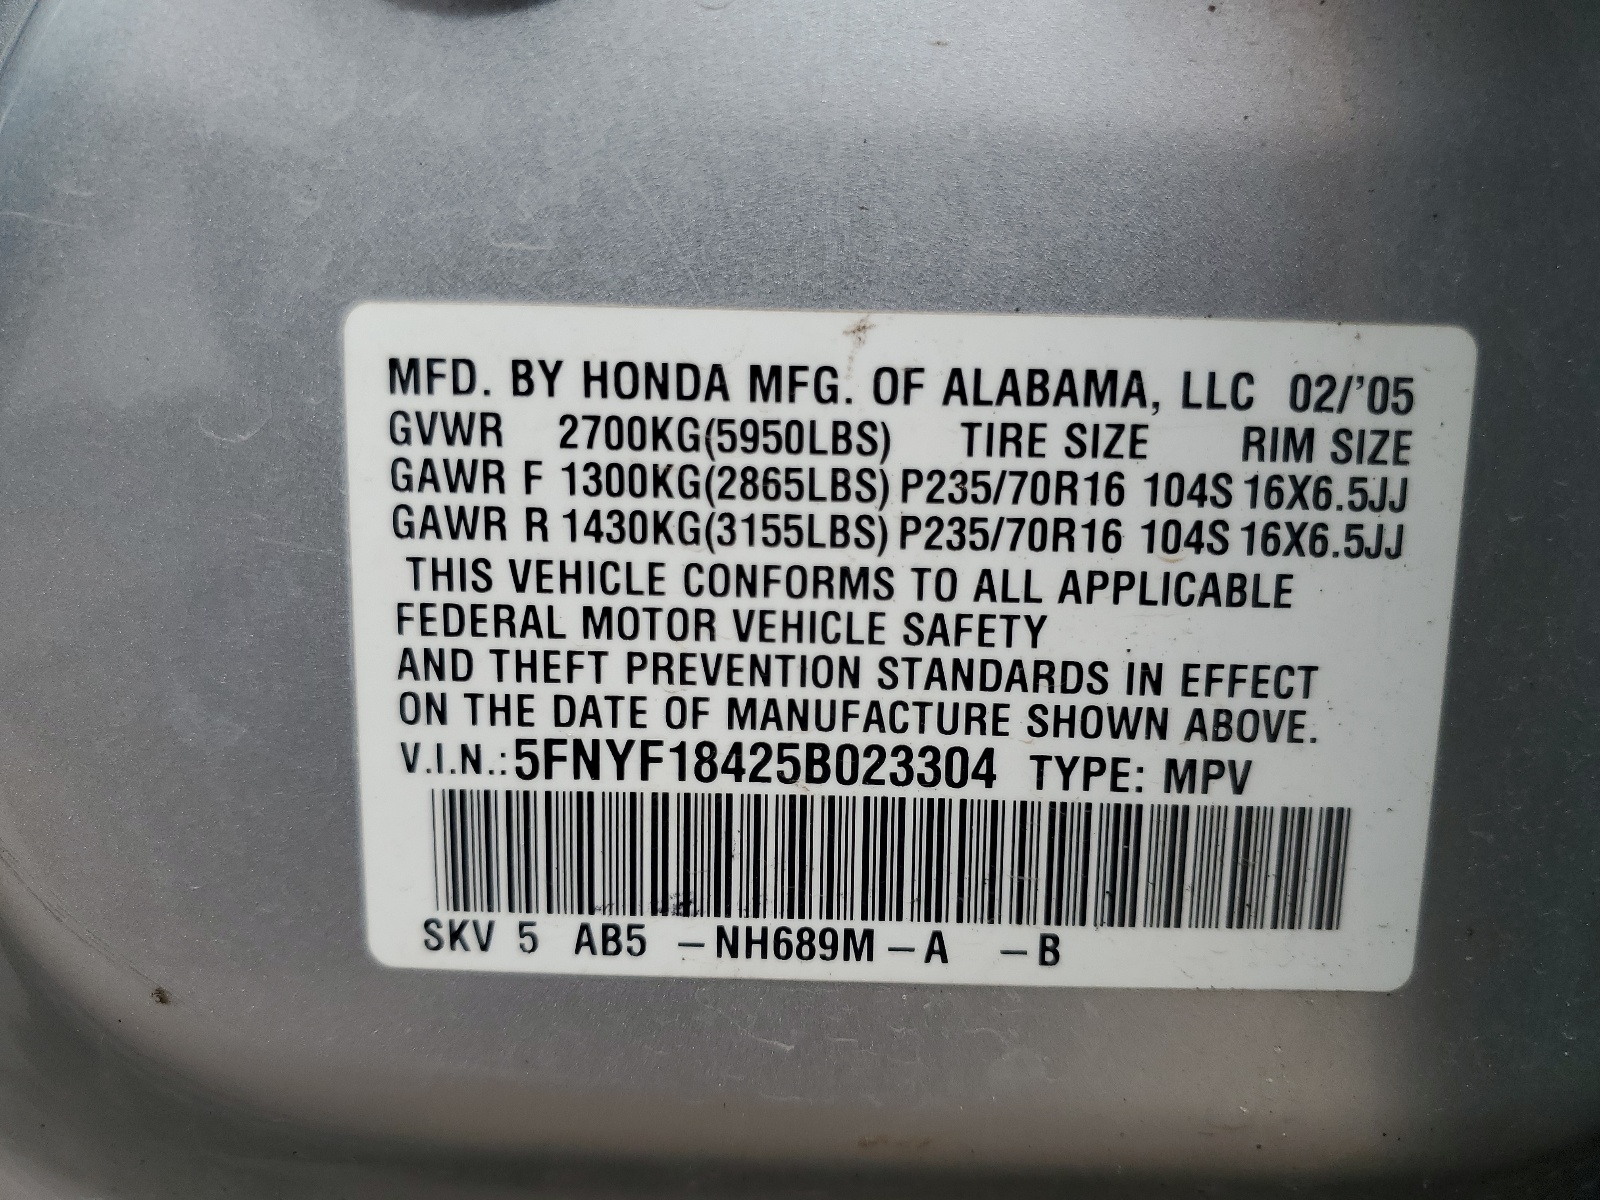 MFD. BY HONDA MFG. OF ALABAMA, LLC 02/'05
GVWR 2700KG(5950LBS) TIRE SIZE RIM SIZE
GAWR F 1300KG(2865LBS) P235/70R16 104S 16X6.5JJ
GAWR R 1430KG(3155LBS) P235/70R16 104S 16X6.5JJ
THIS VEHICLE CONFORMS TO ALL APPLICABLE
FEDERAL MOTOR VEHICLE SAFETY
AND THEFT PREVENTION STANDARDS IN EFFECT
ON THE DATE OF MANUFACTURE SHOWN ABOVE.
V.I.N.: 5FNYF18425B023304 TYPE: MPV
SKV 5 AB5 –NH689M–A –B